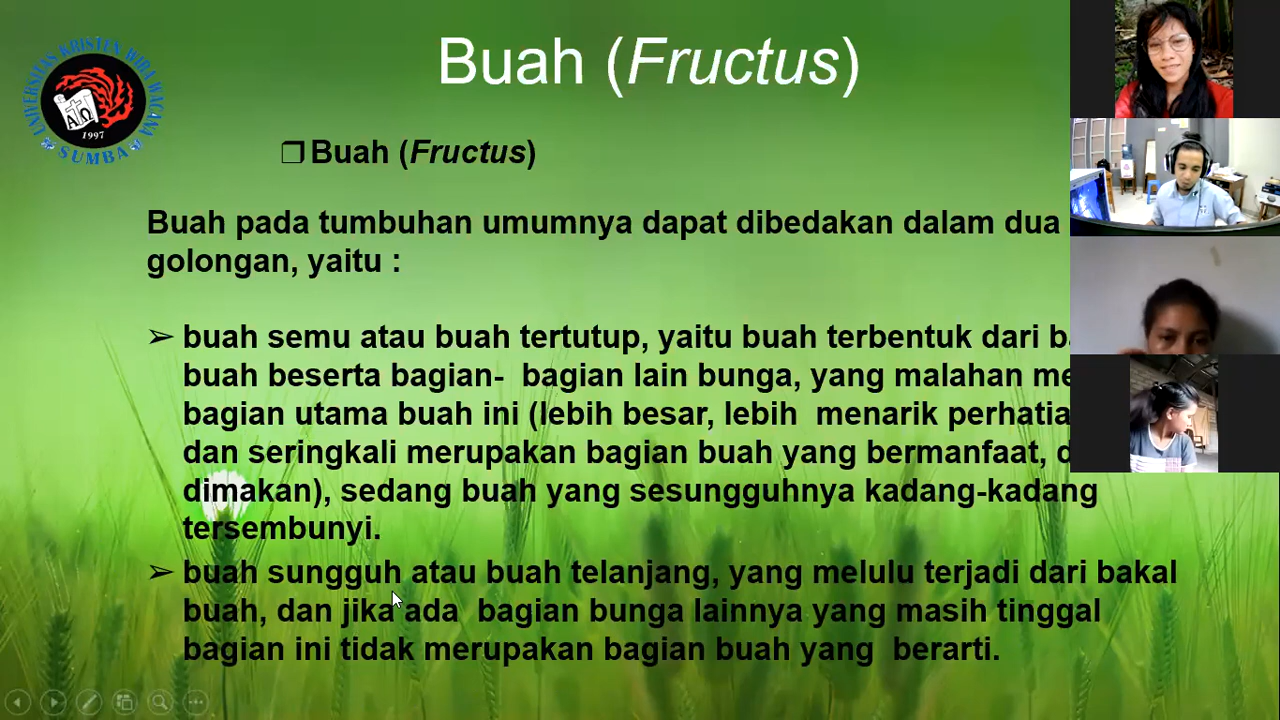 Buah (Fructus)
UNIVERSITAS KRISTEN WIRA WACANA
1997
SUMBA
❒ Buah (Fructus)
Buah pada tumbuhan umumnya dapat dibedakan dalam dua
golongan, yaitu :
➢ buah semu atau buah tertutup, yaitu buah terbentuk dari
buah beserta bagian- bagian lain bunga, yang malahan
bagian utama buah ini (lebih besar, lebih menarik
dan seringkali merupakan bagian buah yang bermanfaat,
dimakan), sedang buah yang sesungguhnya kadang-kadang
tersembunyi.
➢ buah sungguh atau buah telanjang, yang melulu terjadi dari bakal
buah, dan jika ada bagian bunga lainnya yang masih tinggal
bagian ini tidak merupakan bagian buah yang berarti.